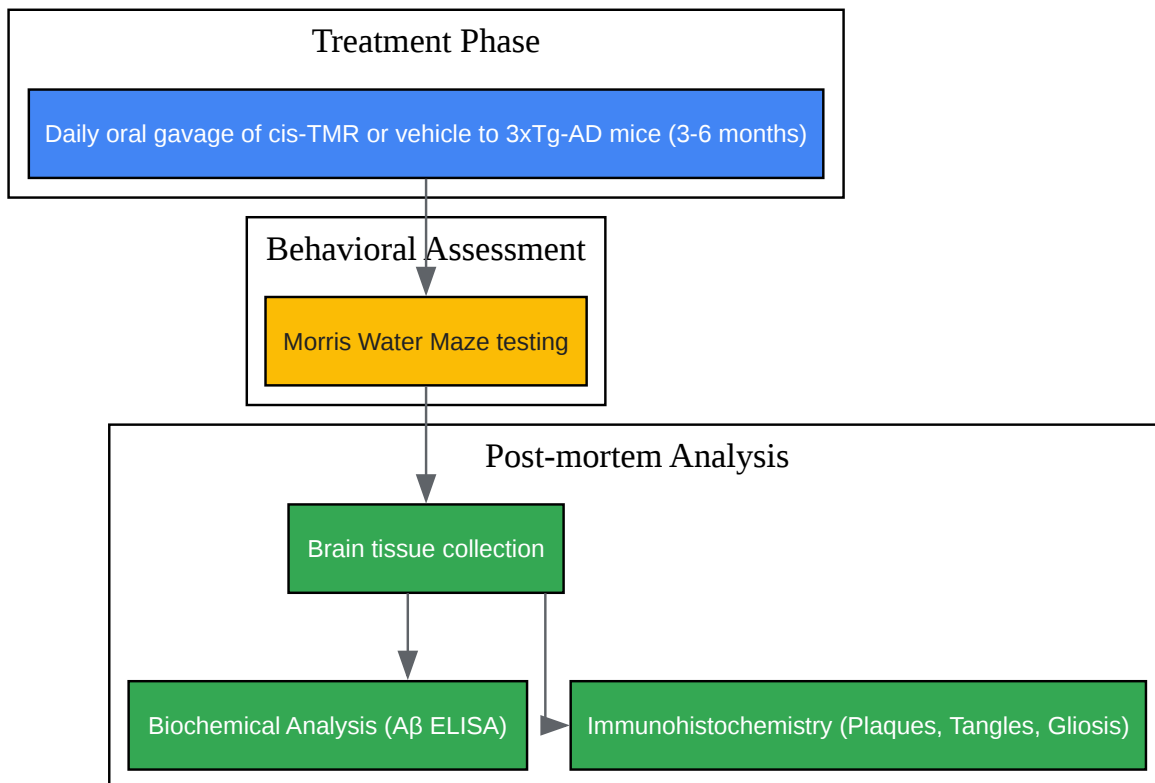 Treatment Phase
Daily oral gavage of cis-TMR or vehicle to 3xTg-AD mice (3-6 months)
Behavioral Assessment
Morris Water Maze testing
Post-mortem Analysis
Brain tissue collection
Biochemical Analysis (Aβ ELISA)
Immunohistochemistry (Plaques, Tangles, Gliosis)